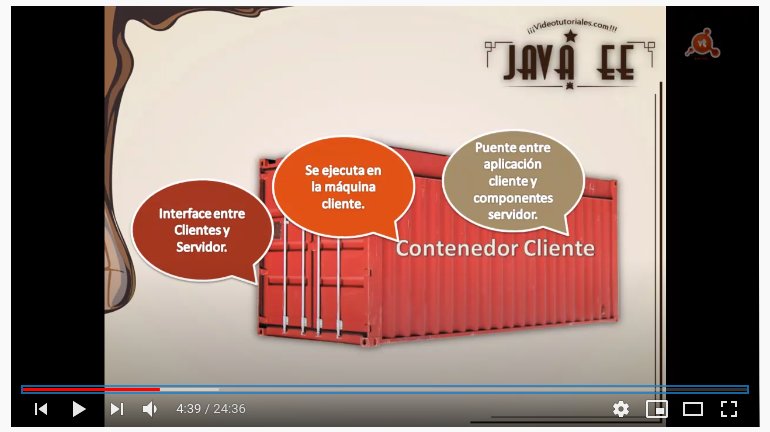 ¡¡¡Videotutoriales.com!!!
JAVA EE
vt
Puente entre
aplicación
cliente y
componentes
servidor.
Se ejecuta en
la máquina
cliente.
Interface entre
Clientes y
Servidor.
Contenedor Cliente
4:39 / 24:36